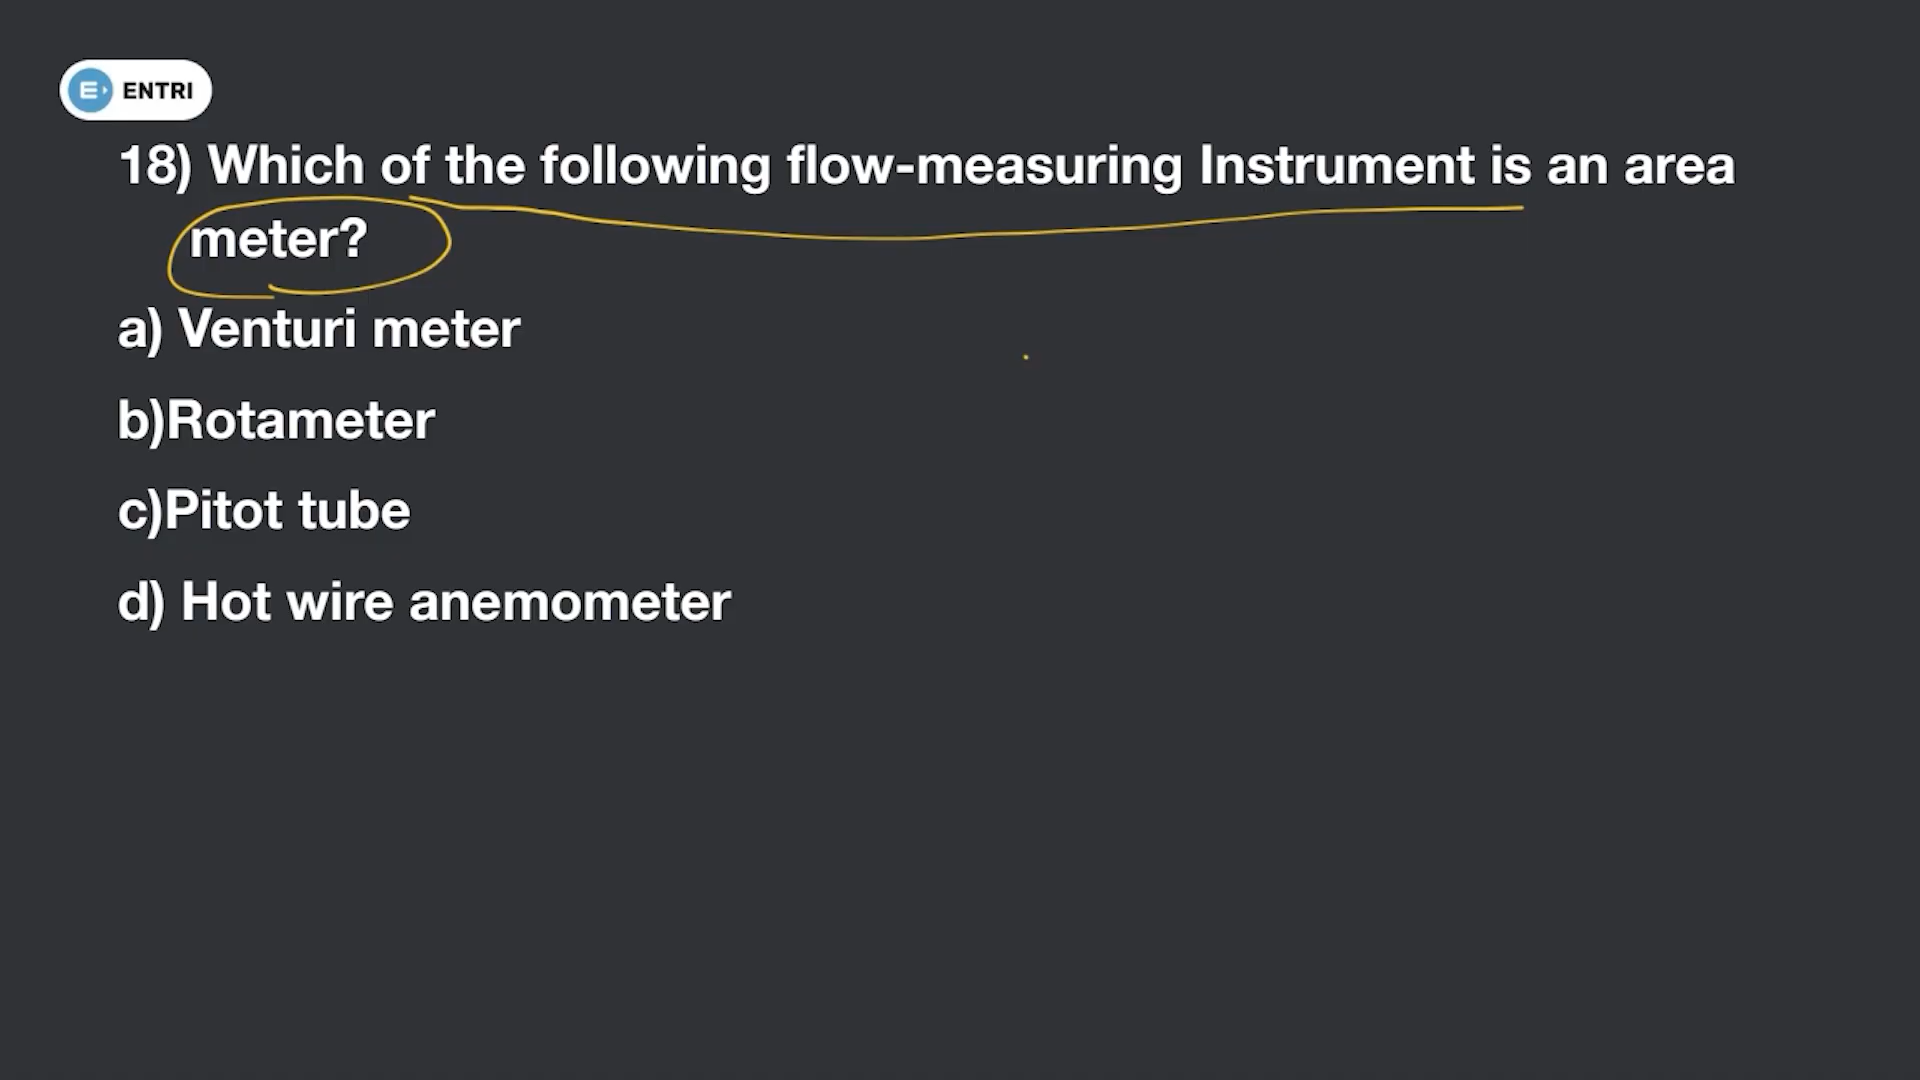 ENTRI
18) Which of the following flow-measuring Instrument is an area
meter?
a) Venturi meter
b)Rotameter
c)Pitot tube
d) Hot wire anemometer